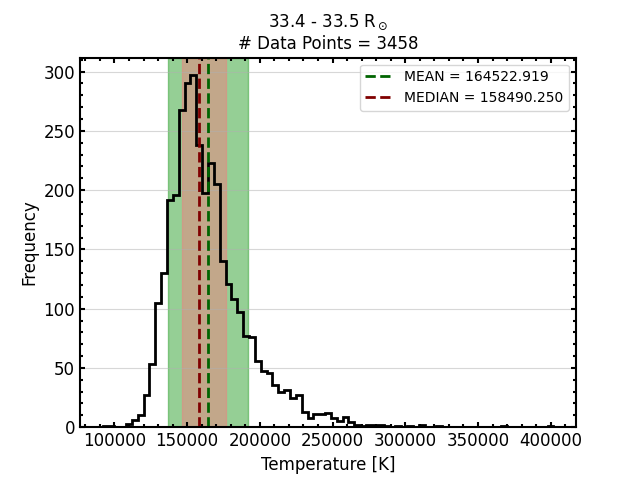 33.4 - 33.5 R⊙
# Data Points = 3458
MEAN = 164522.919
MEDIAN = 158490.250
300
250
200
150
100
50
0
Frequency
100000 150000 200000 250000 300000 350000 400000
Temperature [K]